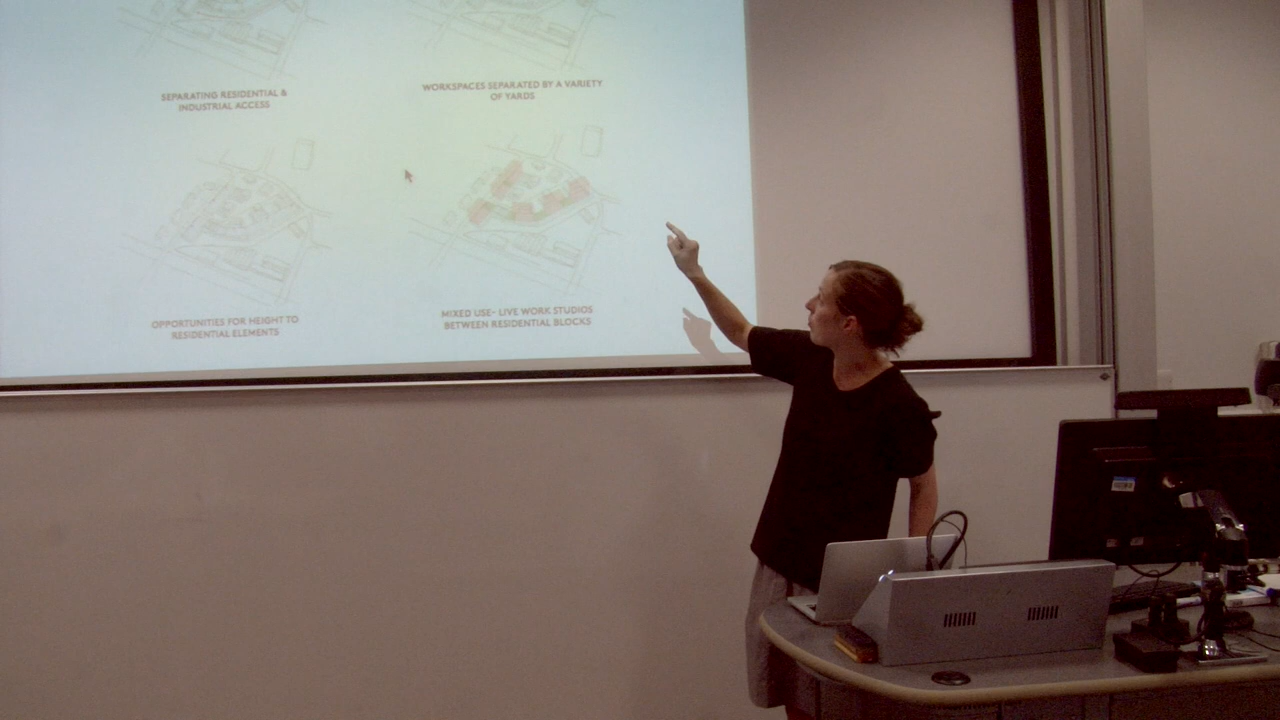 SEPARATING RESIDENTIAL &
INDUSTRIAL ACCESS
WORKSPACES SEPARATED BY A VARIETY
OF YARDS
OPPORTUNITIES FOR HEIGHT TO
RESIDENTIAL ELEMENTS
MIXED USE- LIVE WORK STUDIOS
BETWEEN RESIDENTIAL BLOCKS